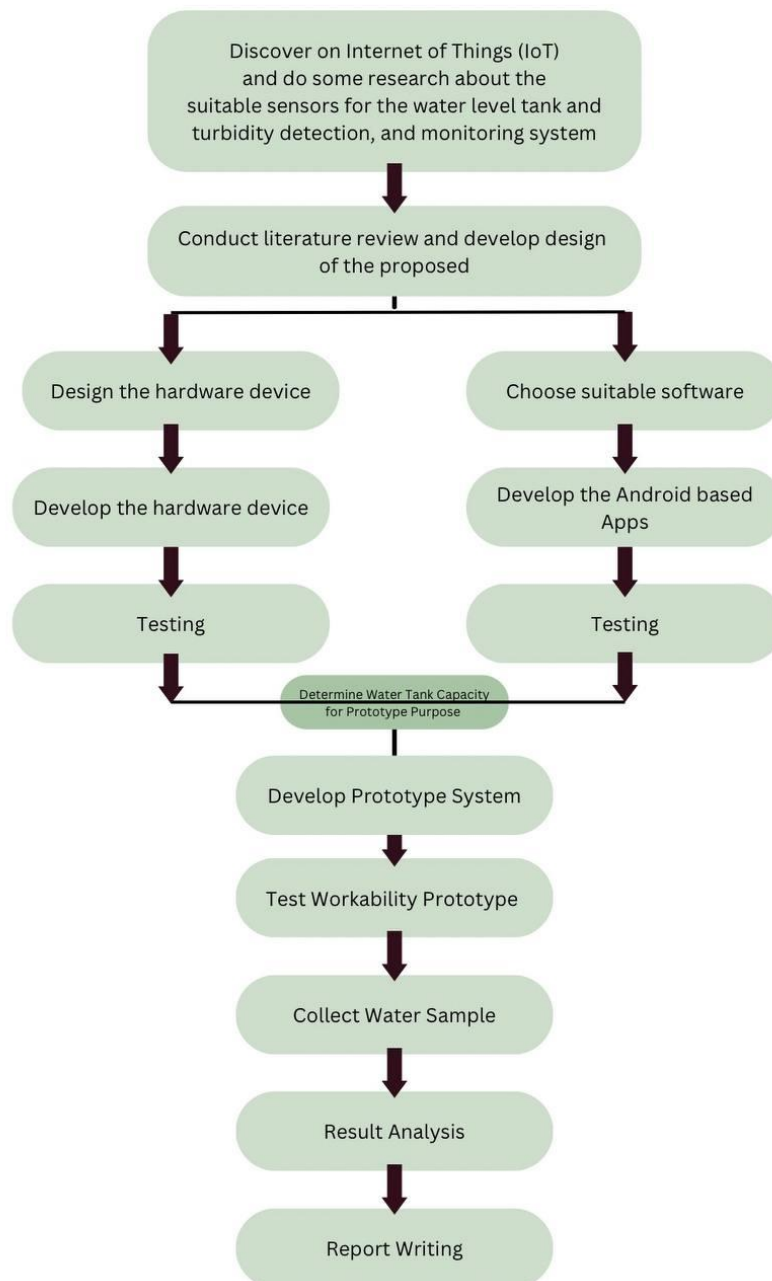 Discover on Internet of Things (IoT)
and do some research about the
suitable sensors for the water level tank and
turbidity detection, and monitoring system
Conduct literature review and develop design
of the proposed
Design the hardware device
Choose suitable software
Develop the hardware device
Develop the Android based
Apps
Testing
Testing
Determine Water Tank Capacity
for Prototype Purpose
Develop Prototype System
Test Workability Prototype
Collect Water Sample
Result Analysis
Report Writing